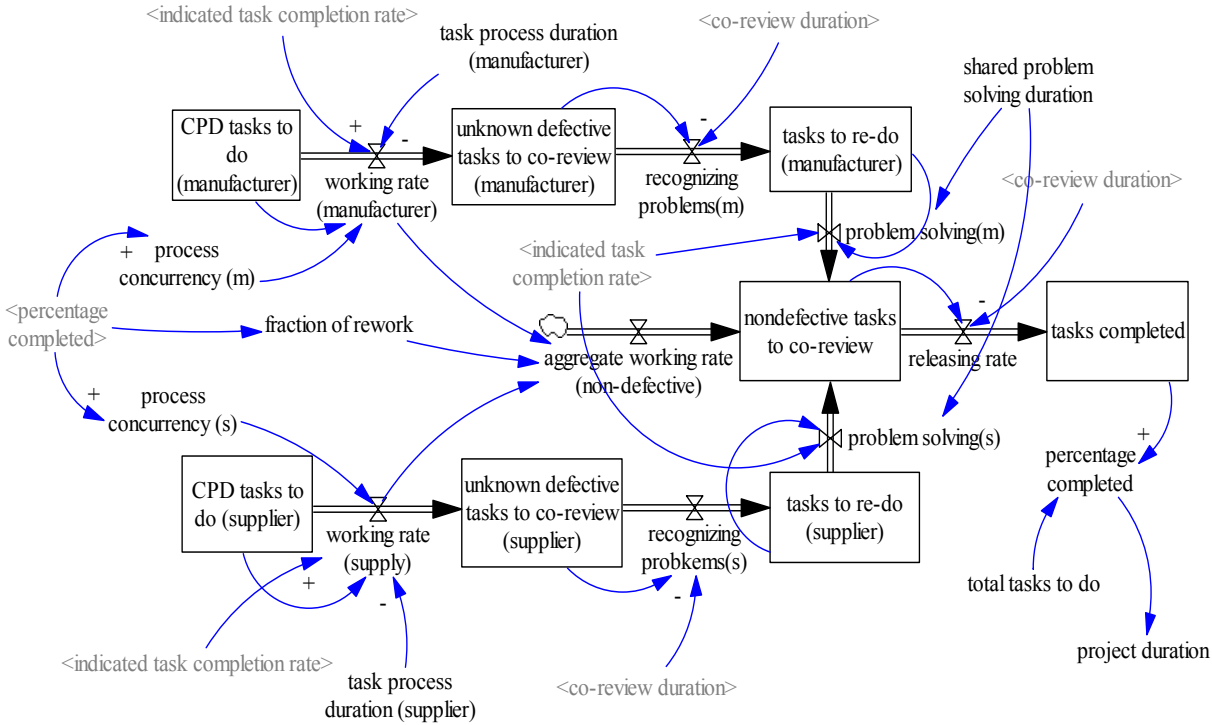 <indicated task completion rate>
task process duration
(manufacturer)
<co-review duration>
shared problem
solving duration
CPD tasks to
do
(manufacturer)
+
-
working rate
(manufacturer)
unknown defective
tasks to co-review
(manufacturer)
-
recognizing
problems(m)
tasks to re-do
(manufacturer)
<co-review duration>
+
process
concurrency (m)
<indicated task
completion rate>
problem solving(m)
<percentage
completed>
fraction of rework
aggregate working rate
(non-defective)
nondefective tasks
to co-review
-
releasing rate
tasks completed
+
process
concurrency (s)
problem solving(s)
+
percentage
completed
CPD tasks to
do (supplier)
working rate
(supply)
+
-
unknown defective
tasks to co-review
(supplier)
recognizing
probkems(s)
-
tasks to re-do
(supplier)
total tasks to do
project duration
<indicated task completion rate>
task process
duration (supplier)
<co-review duration>